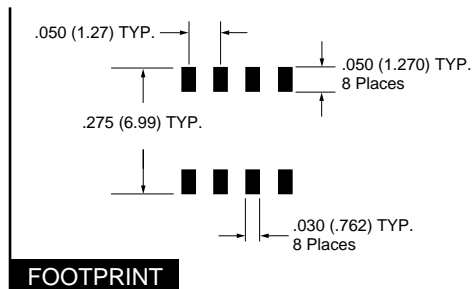 .050 (1.27) TYP.
.050 (1.270) TYP.
8 Places
.275 (6.99) TYP.
.030 (.762) TYP.
8 Places
FOOTPRINT